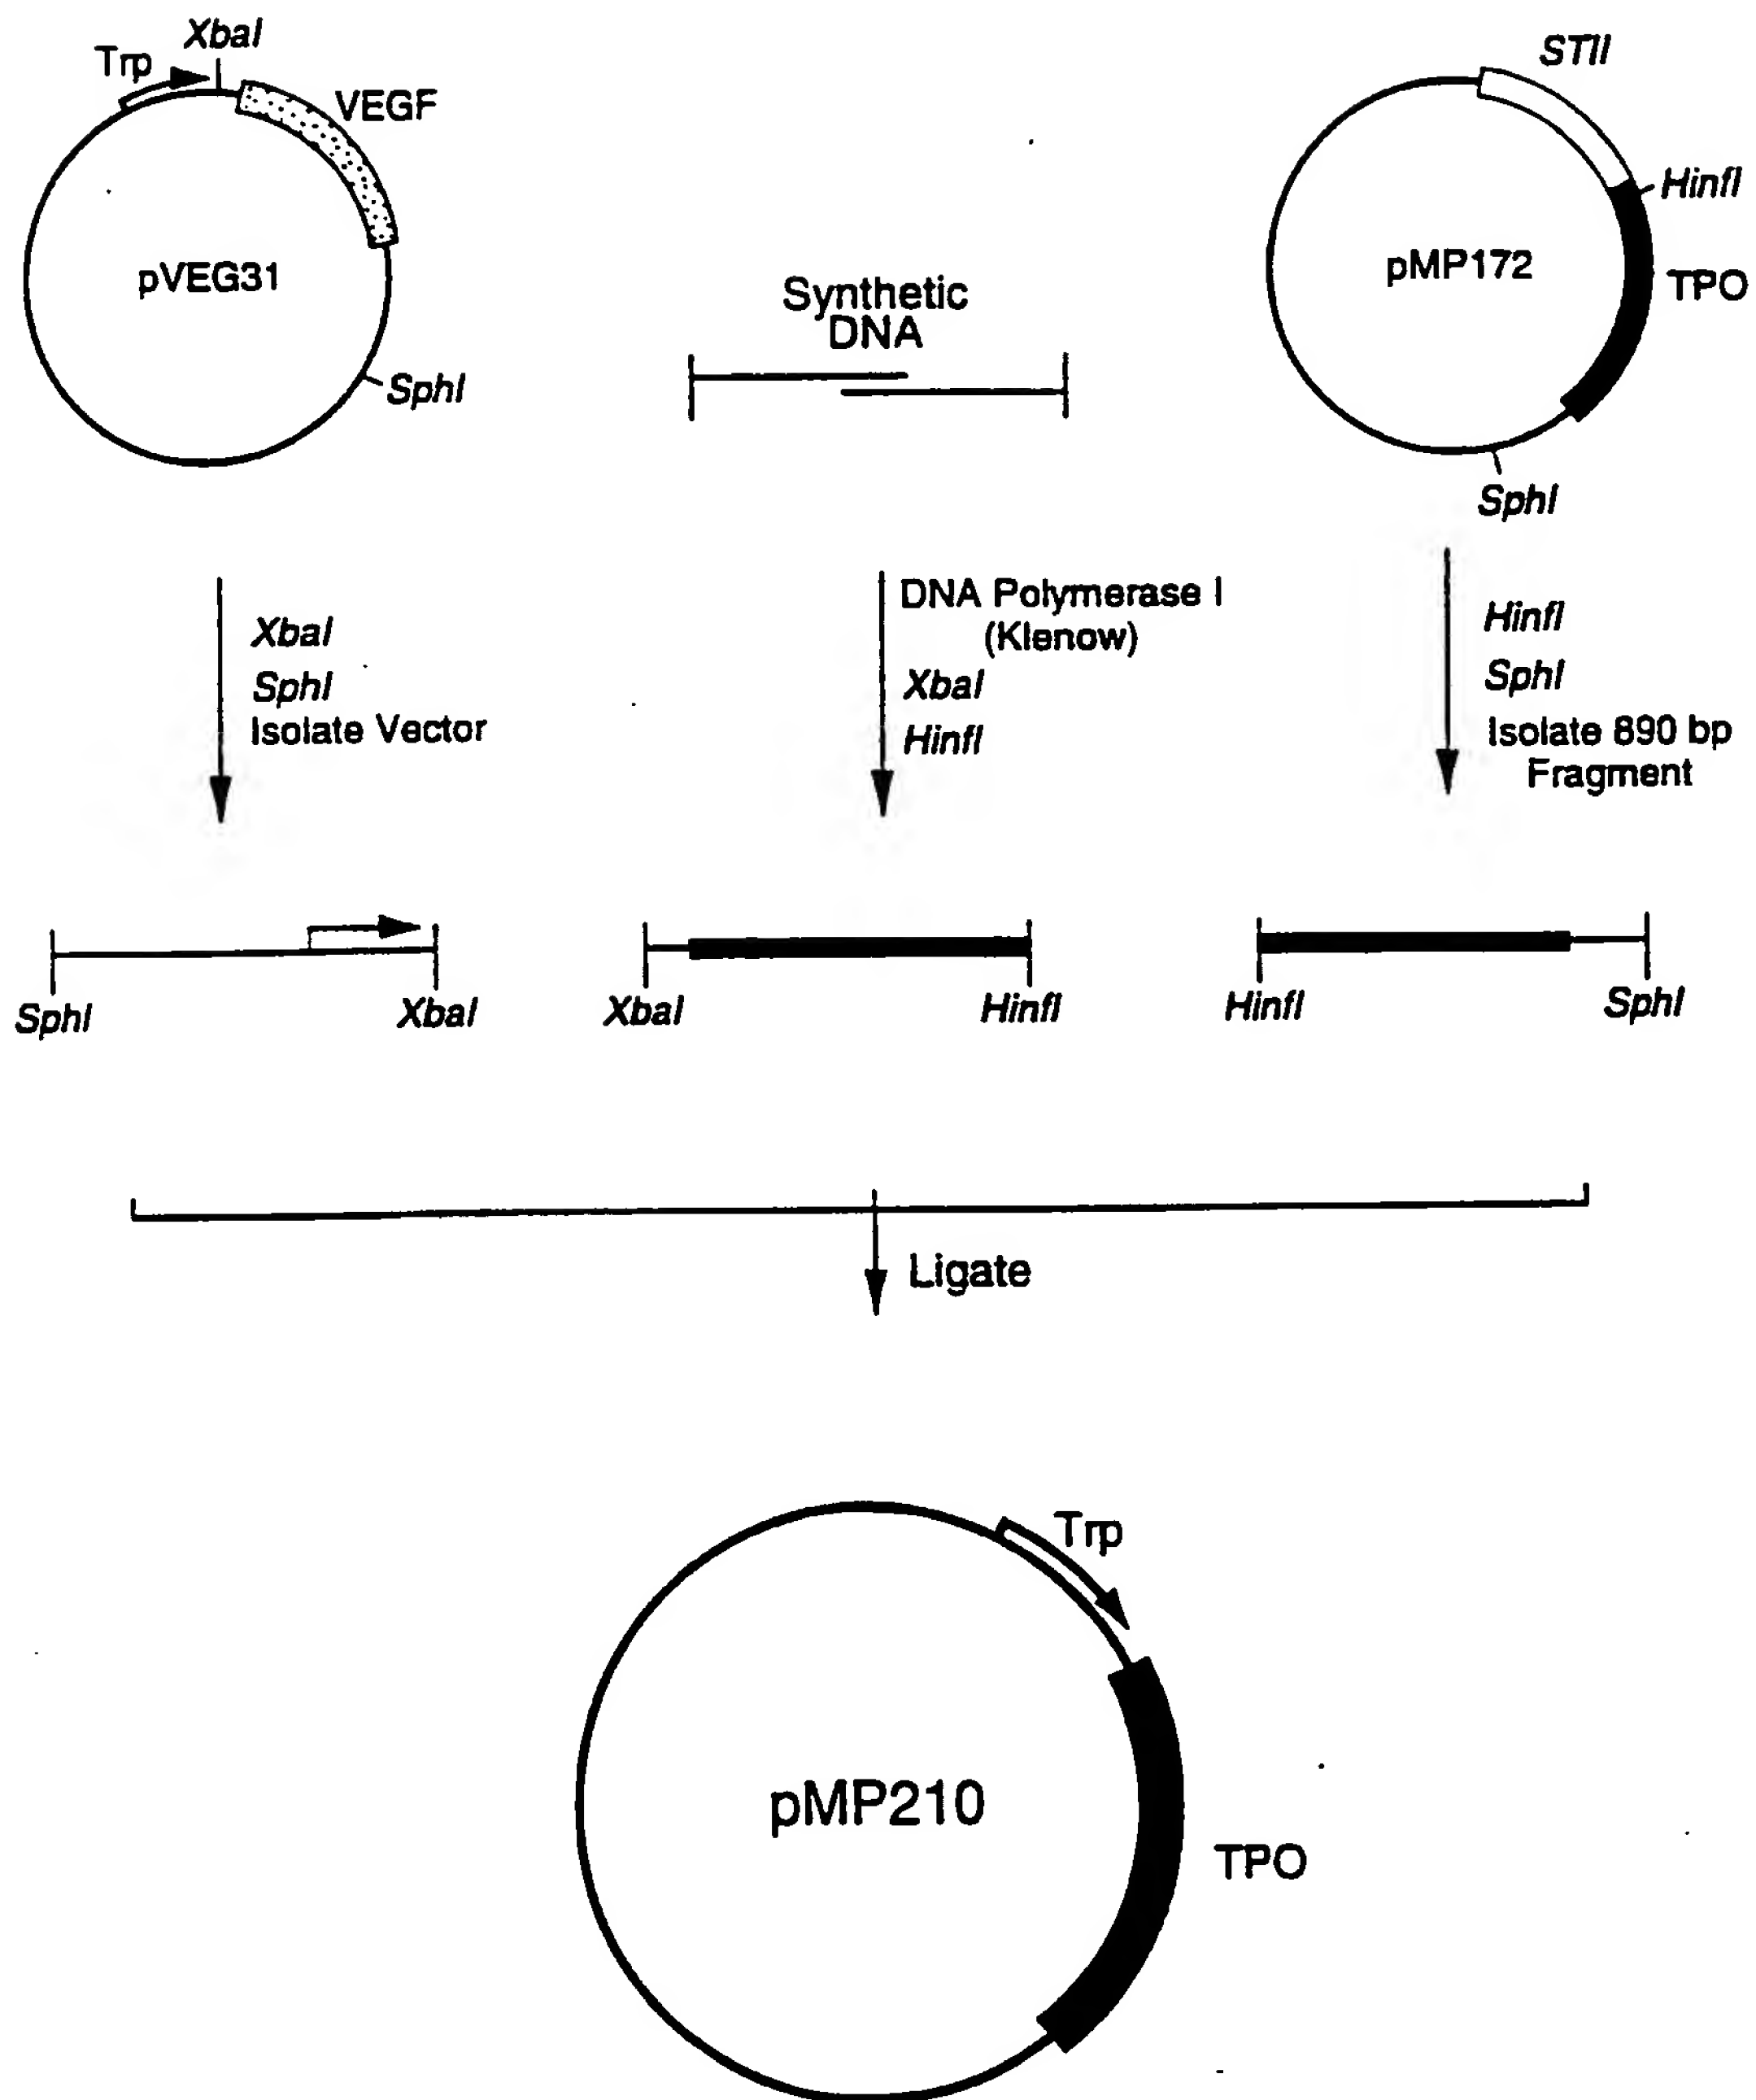 Trp
XbaI
VEGF
pVEG31
SphI
Synthetic
DNA
STII
HinfI
pMP172
TPO
SphI
XbaI
SphI
Isolate Vector
DNA Polymerase I
(Klenow)
XbaI
HinfI
HinfI
SphI
Isolate 890 bp
Fragment
SphI
XbaI
XbaI
HinfI
HinfI
SphI
Ligate
Trp
pMP210
TPO